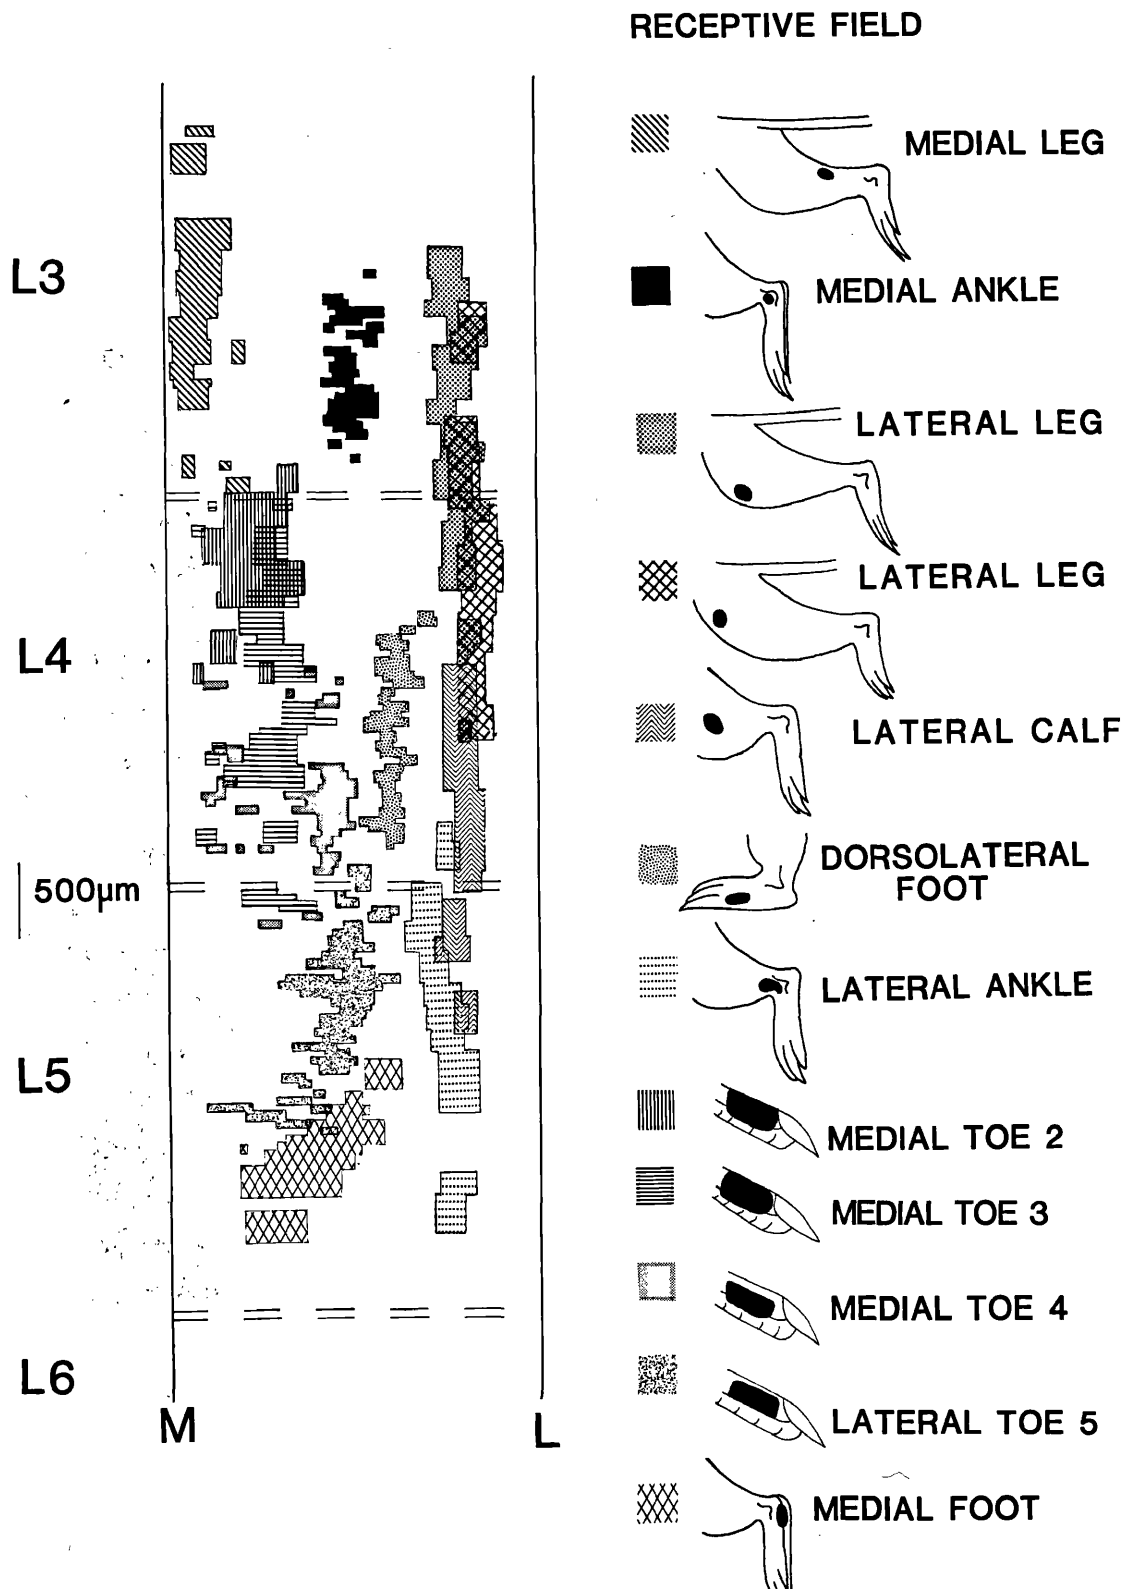 RECEPTIVE FIELD
MEDIAL LEG
L3
MEDIAL ANKLE
LATERAL LEG
LATERAL LEG
L4
LATERAL CALF
DORSOLATERAL
FOOT
500μm
LATERAL ANKLE
L5
MEDIAL TOE 2
MEDIAL TOE 3
MEDIAL TOE 4
L6
M
L
LATERAL TOE 5
MEDIAL FOOT